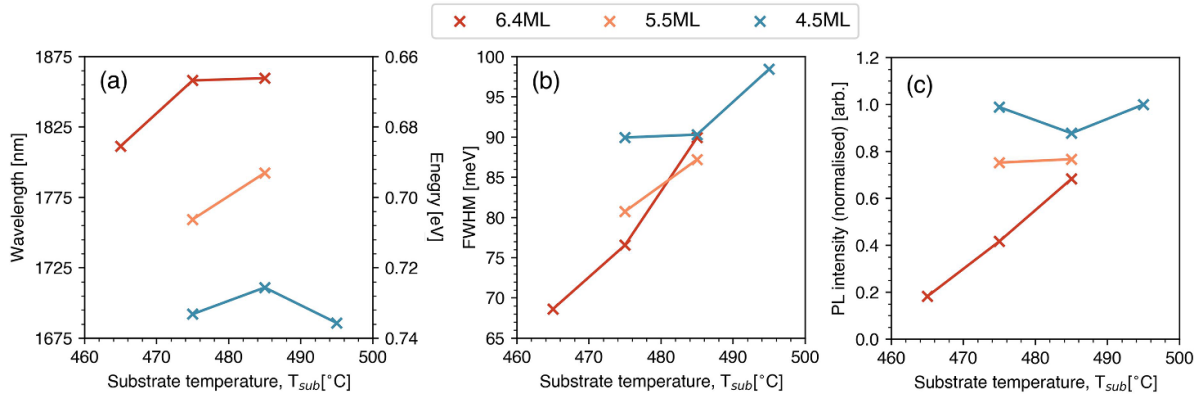 6.4ML 5.5ML 4.5ML
(a)
Wavelength [nm]
1875
1825
1775
1725
1675
0.66
0.68
0.70
0.72
0.74
Enegry [eV]
460 470 480 490 500
Substrate temperature, T_sub[°C]
(b)
FWHM [meV]
100
95
90
85
80
75
70
65
460 470 480 490 500
Substrate temperature, T_sub[°C]
(c)
PL intensity (normalised) [arb.]
1.2
1.0
0.8
0.6
0.4
0.2
0.0
460 470 480 490 500
Substrate temperature, T_sub[°C]